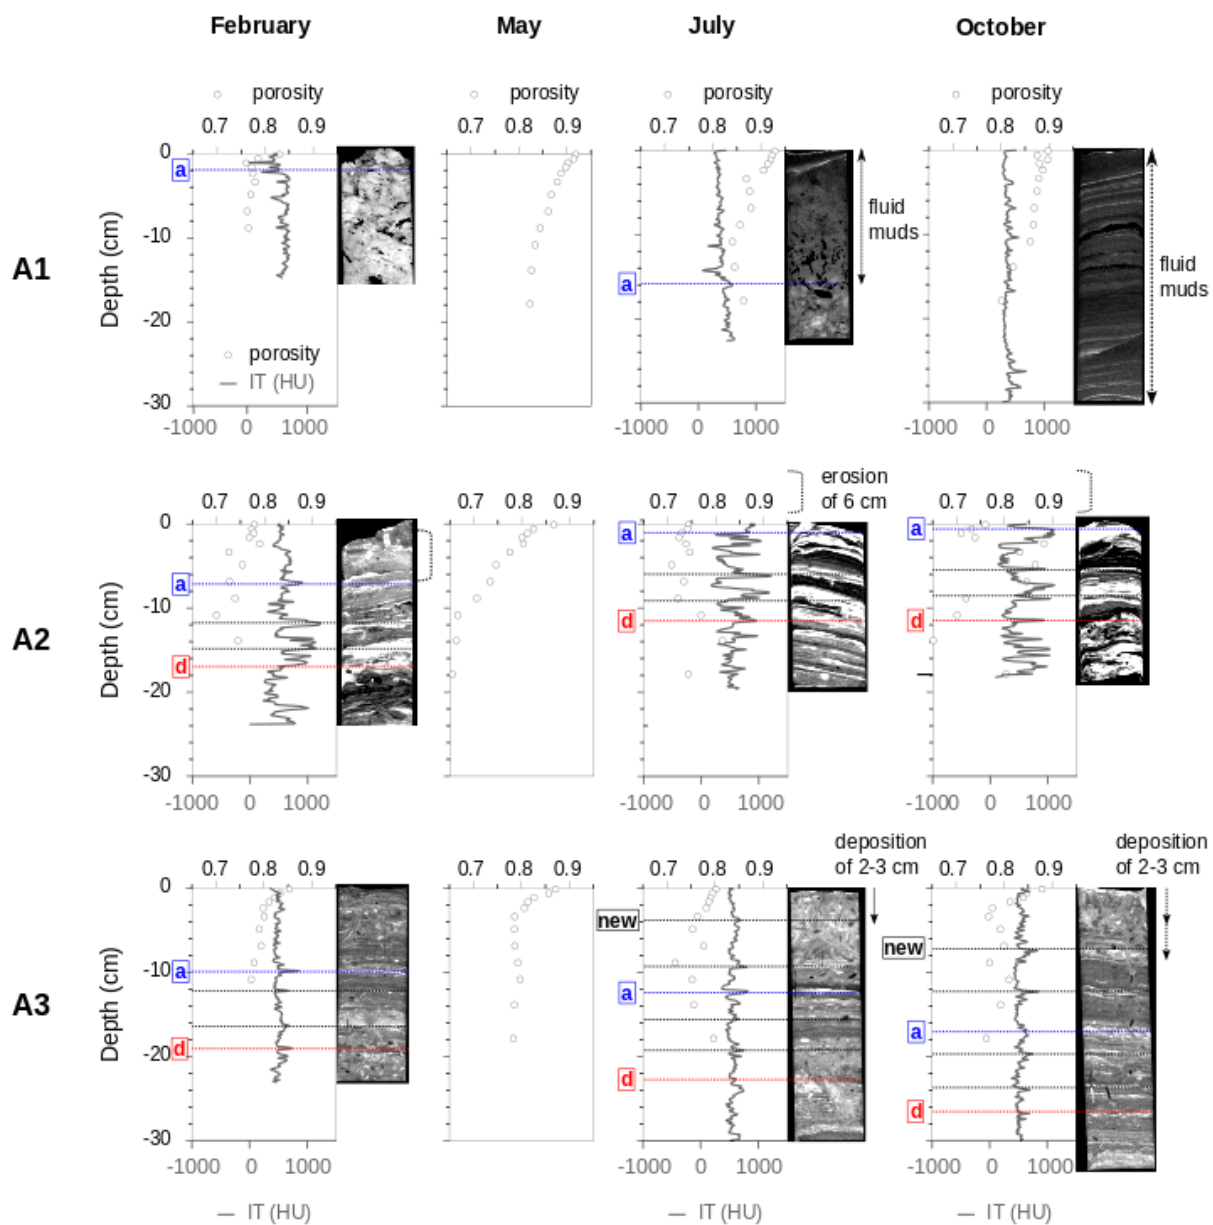 February May July October
porosity porosity porosity porosity
0.7 0.8 0.9 0.7 0.8 0.9 0.7 0.8 0.9 0.7 0.8 0.9
0
a
-10
-20
-30
Depth (cm)
A1
porosity
IT (HU)
a
fluid
muds
fluid
muds
-1000 0 1000 -1000 0 1000 -1000 0 1000
erosion
of 6 cm
0.7 0.8 0.9 0.7 0.8 0.9 0.7 0.8 0.9 0.7 0.8 0.9
0
a a a
-10
d d d
-20
-30
Depth (cm)
A2
-1000 0 1000 -1000 0 1000 -1000 0 1000
deposition deposition
of 2-3 cm of 2-3 cm
0.7 0.8 0.9 0.7 0.8 0.9 0.7 0.8 0.9 0.7 0.8 0.9
0
new new
-10
a a a
-20
d d d
-30
Depth (cm)
A3
-1000 0 1000 -1000 0 1000 -1000 0 1000
IT (HU) IT (HU) IT (HU)